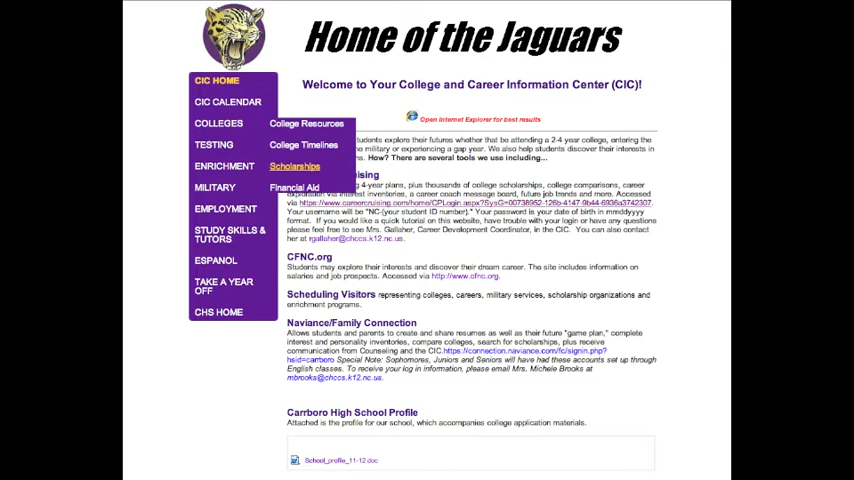 Home of the Jaguars
CIC HOME
CIC CALENDAR
COLLEGES
TESTING
ENRICHMENT
MILITARY
EMPLOYMENT
STUDY SKILLS &
TUTORS
ESPANOL
TAKE A YEAR
OFF
CHS HOME
College Resources
College Timelines
Scholarships
Financial Aid
Welcome to Your College and Career Information Center (CIC)!
Open Internet Explorer for best results
tudents explore their futures whether that be attending a 2-4 year college, entering the
the military or experiencing a gap year. We also help students discover their interests in
How? There are several tools we use including...
ising
4-year plans, plus thousands of college scholarships, college comparisons, career
via interest inventories, a career coach message board, future job trends and more. Accessed
via https://www.careercruising.com/home/CPLogin.aspx?SysG=00738952-126b-4147-9b44-6936a3742307.
Your username will be "NC-(your student ID number)." Your password is your date of birth in mmddyyyy
format. If you would like a quick tutorial on this website, have trouble with your login or have any questions
please feel free to see Mrs. Gallaher, Career Development Coordinator, in the CIC. You can also contact
her at rgallaher@chccs.k12.nc.us.
CFNC.org
Students may explore their interests and discover their dream career. The site includes information on
salaries and job prospects. Accessed via http://www.cfnc.org.
Scheduling Visitors representing colleges, careers, military services, scholarship organizations and
enrichment programs.
Naviance/Family Connection
Allows students and parents to create and share resumes as well as their future "game plan," complete
interest and personality inventories, compare colleges, search for scholarships, plus receive
communication from Counseling and the CIC.https://connection.naviance.com/fc/signin.php?
hsid=carrboro Special Note: Sophomores, Juniors and Seniors will have had these accounts set up through
English classes. To receive your log in information, please email Mrs. Michele Brooks at
mbrooks@chccs.k12.nc.us.
Carrboro High School Profile
Attached is the profile for our school, which accompanies college application materials.
School_profile_11-12.doc